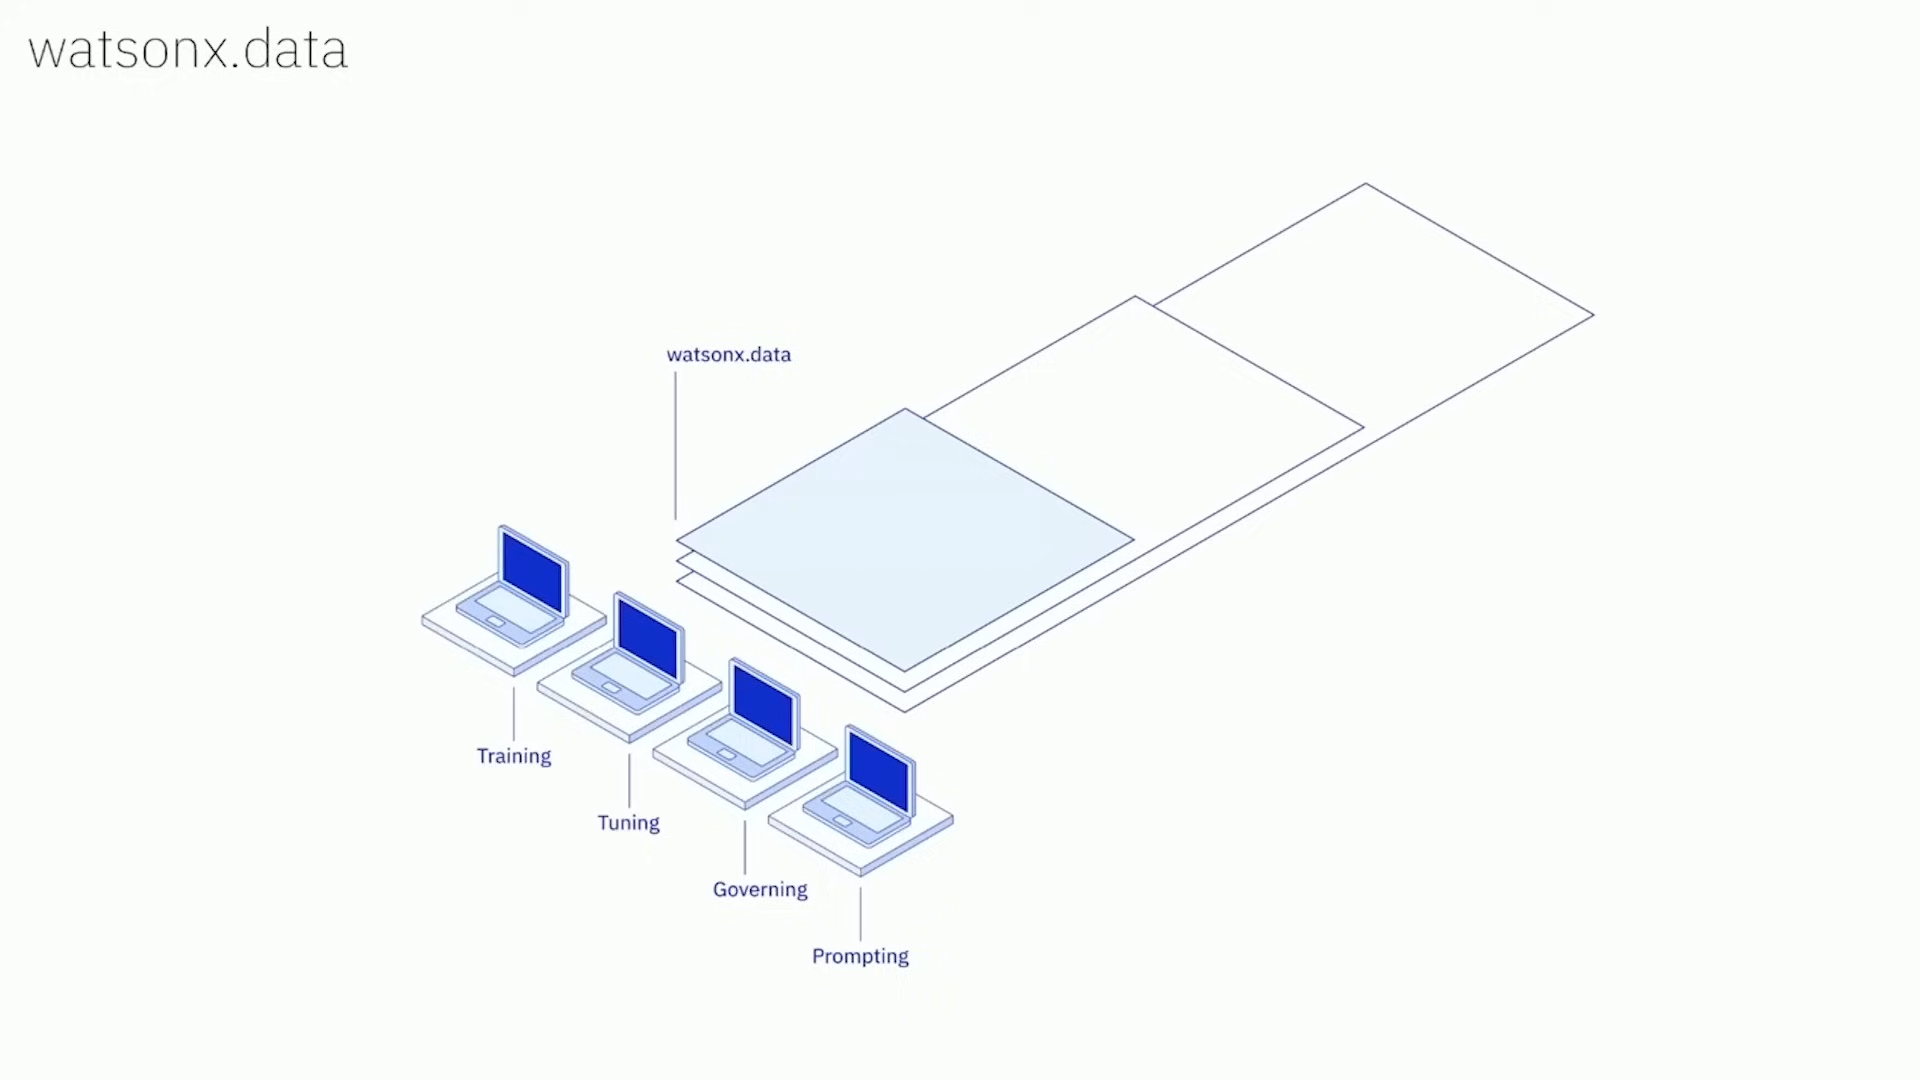 watsonx.data
watsonx.data
Training
Tuning
Governing
Prompting